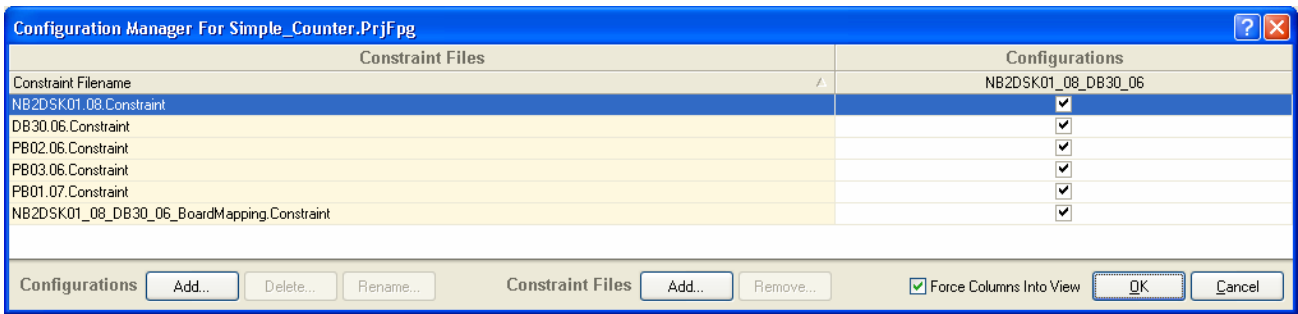 Configuration Manager For Simple_Counter.PrjFpg
Constraint Files Configurations
Constraint Filename NB2DSK01_08_DB30_06
NB2DSK01.08.Constraint
DB30.06.Constraint
PB02.06.Constraint
PB03.06.Constraint
PB01.07.Constraint
NB2DSK01_08_DB30_06_BoardMapping.Constraint
Configurations Add... Delete... Rename... Constraint Files Add... Remove... Force Columns Into View OK Cancel